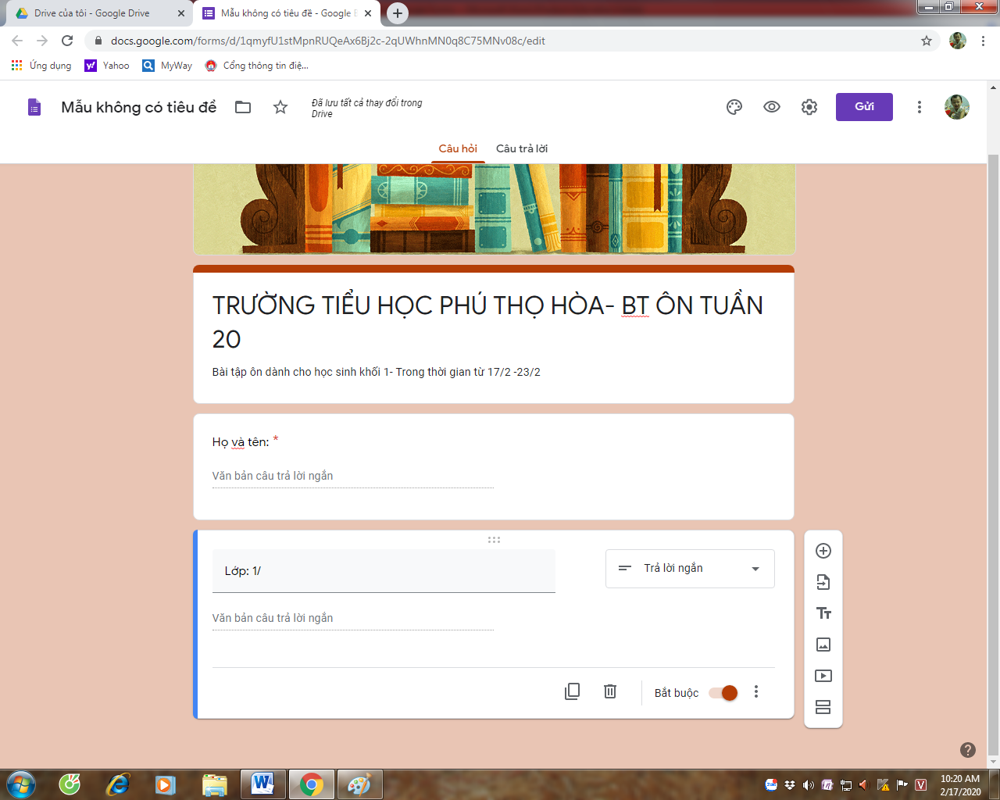 Drive của tôi - Google Drive
Mẫu không có tiêu đề - Google
docs.google.com/forms/d/1qmyfU1stMpnRUQeAx6Bj2c-2qUWhnMN0q8C75MNv08c/edit
Ứng dụng
Yahoo
MyWay
Cổng thông tin điệ...
Mẫu không có tiêu đề
Đã lưu tất cả thay đổi trong
Drive
Gửi
Câu hỏi
Câu trả lời
TRƯỜNG TIỂU HỌC PHÚ THỌ HÒA- BT ÔN TUẦN
20
Bài tập ôn dành cho học sinh khối 1- Trong thời gian từ 17/2 -23/2
Họ và tên: *
Văn bản câu trả lời ngắn
Lớp: 1/
Trả lời ngắn
Văn bản câu trả lời ngắn
Bắt buộc
10:20 AM
2/17/2020